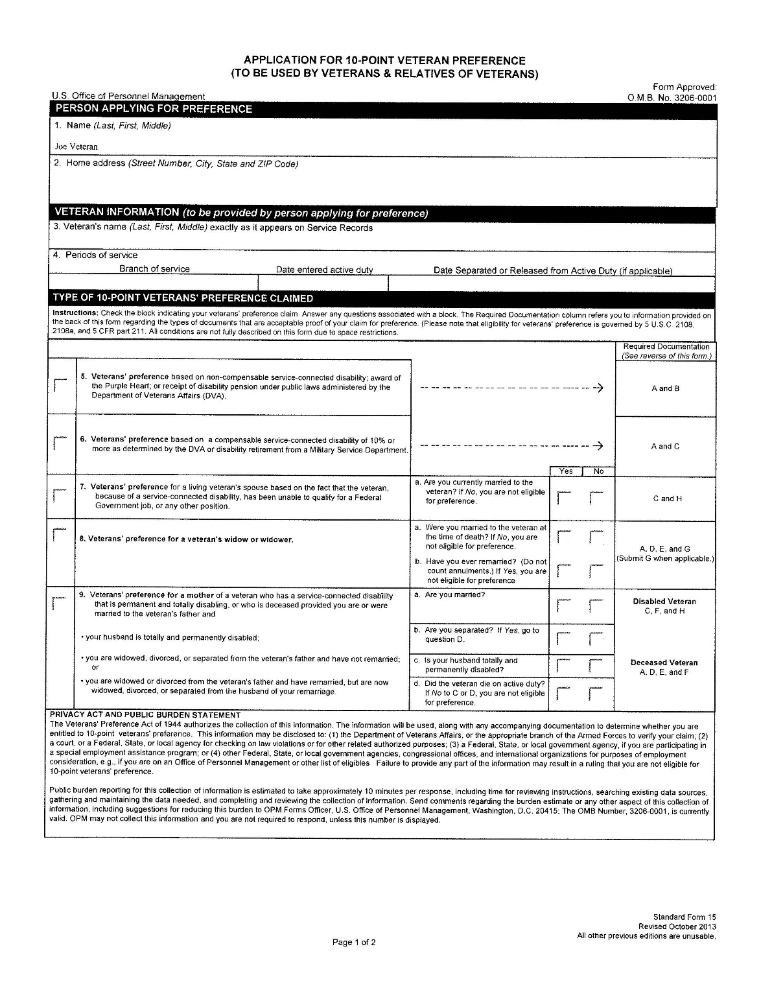 APPLICATION FOR 10-POINT VETERAN PREFERENCE
(TO BE USED BY VETERANS & RELATIVES OF VETERANS)
Form Approved:
U.S. Office of Personnel Management
O.M.B. No. 3206-0001
PERSON APPLYING FOR PREFERENCE
1. Name (Last, First, Middle)
Joe Veteran
2. Home address (Street Number, City, State and ZIP Code)
VETERAN INFORMATION (to be provided by person applying for preference)
3. Veteran's name (Last, First, Middle) exactly as it appears on Service Records
4. Periods of service
Branch of service Date entered active duty Date Separated or Released from Active Duty (if applicable)
TYPE OF 10-POINT VETERANS' PREFERENCE CLAIMED
Instructions: Check the block indicating your veterans' preference claim. Answer any questions associated with a block. The Required Documentation column refers you to information provided on
the back of this form regarding the types of documents that are acceptable proof of your claim for preference. (Please note that eligibility for veterans' preference is governed by 5 U.S.C. 2108,
2108a, and 5 CFR part 211. All conditions are not fully described on this form due to space restrictions.
Required Documentation
(See reverse of this form.)
5. Veterans' preference based on non-compensable service-connected disability; award of
the Purple Heart; or receipt of disability pension under public laws administered by the
Department of Veterans Affairs (DVA).
A and B
6. Veterans' preference based on a compensable service-connected disability of 10% or
more as determined by the DVA or disability retirement from a Military Service Department.
A and C
Yes No
7. Veterans' preference for a living veteran's spouse based on the fact that the veteran,
because of a service-connected disability, has been unable to qualify for a Federal
Government job, or any other position.
a. Are you currently married to the
veteran? If No, you are not eligible
for preference.
C and H
8. Veterans' preference for a veteran's widow or widower.
a. Were you married to the veteran at
the time of death? If No, you are
not eligible for preference.
b. Have you ever remarried? (Do not
count annulments.) If Yes, you are
not eligible for preference
A, D, E, and G
(Submit G when applicable.)
9. Veterans' preference for a mother of a veteran who has a service-connected disability
that is permanent and totally disabling, or who is deceased provided you are or were
married to the veteran's father and
• your husband is totally and permanently disabled;
• you are widowed, divorced, or separated from the veteran's father and have not remarried;
or
• you are widowed or divorced from the veteran's father and have remarried, but are now
widowed, divorced, or separated from the husband of your remarriage.
a. Are you married?
b. Are you separated? If Yes, go to
question D.
c. Is your husband totally and
permanently disabled?
d. Did the veteran die on active duty?
If No to C or D, you are not eligible
for preference.
Disabled Veteran
C, F, and H
Deceased Veteran
A, D, E, and F
PRIVACY ACT AND PUBLIC BURDEN STATEMENT
The Veterans' Preference Act of 1944 authorizes the collection of this information. The information will be used, along with any accompanying documentation to determine whether you are
entitled to 10-point veterans' preference. This information may be disclosed to: (1) the Department of Veterans Affairs, or the appropriate branch of the Armed Forces to verify your claim; (2)
a court, or a Federal, State, or local agency for checking on law violations or for other related authorized purposes; (3) a Federal, State, or local government agency, if you are participating in
a special employment assistance program; or (4) other Federal, State, or local government agencies, congressional offices, and international organizations for purposes of employment
consideration, e.g., if you are on an Office of Personnel Management or other list of eligibles Failure to provide any part of the information may result in a ruling that you are not eligible for
10-point veterans' preference.
Public burden reporting for this collection of information is estimated to take approximately 10 minutes per response, including time for reviewing instructions, searching existing data sources,
gathering and maintaining the data needed, and completing and reviewing the collection of information. Send comments regarding the burden estimate or any other aspect of this collection of
information, including suggestions for reducing this burden to OPM Forms Officer, U.S. Office of Personnel Management, Washington, D.C. 20415; The OMB Number, 3206-0001, is currently
valid. OPM may not collect this information and you are not required to respond, unless this number is displayed.
Standard Form 15
Revised October 2013
All other previous editions are unusable.
Page 1 of 2